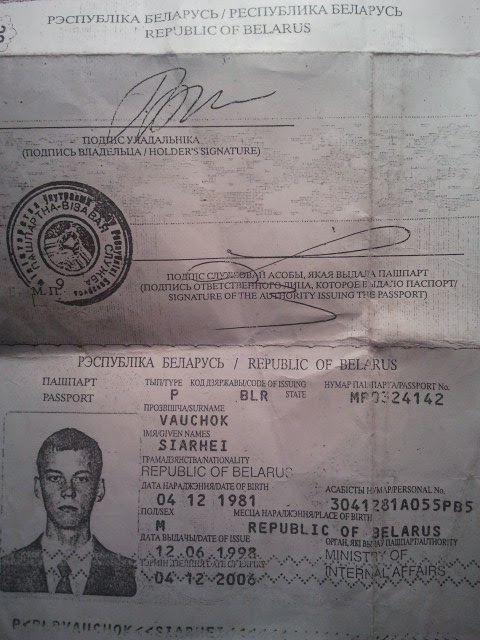 РЭСПУБЛІКА БЕЛАРУСЬ / РЕСПУБЛИКА БЕЛАРУСЬ
REPUBLIC OF BELARUS
ПОДПІС УЛАДАЛЬНІКА
(ПОДПИСЬ ВЛАДЕЛЬЦА / HOLDER'S SIGNATURE)
ПАШПАРТНА-ВІЗАВАЯ СЛУЖБА
М. П.
ПОДПІС СЛУЖБОВАЙ АСОБЫ, ЯКАЯ ВЫДАЛА ПАШПАРТ
(ПОДПИСЬ ОТВЕТСТВЕННОГО ЛИЦА, КОТОРОЕ ВЫДАЛО ПАСПОРТ/
SIGNATURE OF THE AUTHORITY ISSUING THE PASSPORT)
РЭСПУБЛІКА БЕЛАРУСЬ / REPUBLIC OF BELARUS
ПАШПАРТ
PASSPORT
ТЫП/TYPE КОД ДЗЯРЖАВЫ/CODE OF ISSUING STATE НУМАР ПАШПАРТА/PASSPORT No.
P BLR MP0324142
ПРОЗВІШЧА/SURNAME
VAUCHOK
ІМЯ/GIVEN NAMES
SIARHEI
ГРАМАДЗЯНСТВА/NATIONALITY
REPUBLIC OF BELARUS
ДАТА НАРАДЖЭННЯ/DATE OF BIRTH АСАБІСТЫ НУМАР/PERSONAL No.
04 12 1981 3041281A055PB5
ПОЛ/SEX МЕСЦА НАРАДЖЭННЯ/PLACE OF BIRTH
M REPUBLIC OF BELARUS
ДАТА ВЫДАЧЫ/DATE OF ISSUE ОРГАН, ЯКІ ВЫДАЎ ПАШПАРТ/AUTHORITY
12.06.1998 MINISTRY OF
ТЭРМІН ДЗЕЯННЯ/DATE OF EXPIRY INTERNAL AFFAIRS
04 12 2006
P<BLRVAUCHOK<<SIARHEI